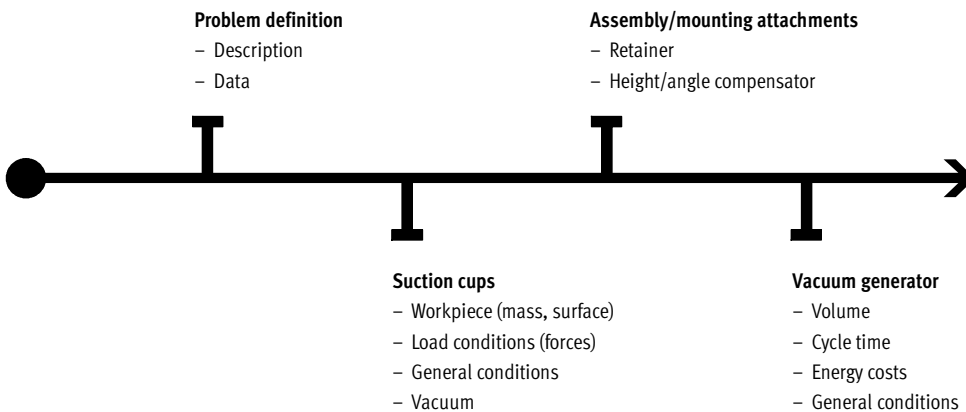 Problem definition
– Description
– Data
Assembly/mounting attachments
– Retainer
– Height/angle compensator
Suction cups
– Workpiece (mass, surface)
– Load conditions (forces)
– General conditions
– Vacuum
Vacuum generator
– Volume
– Cycle time
– Energy costs
– General conditions